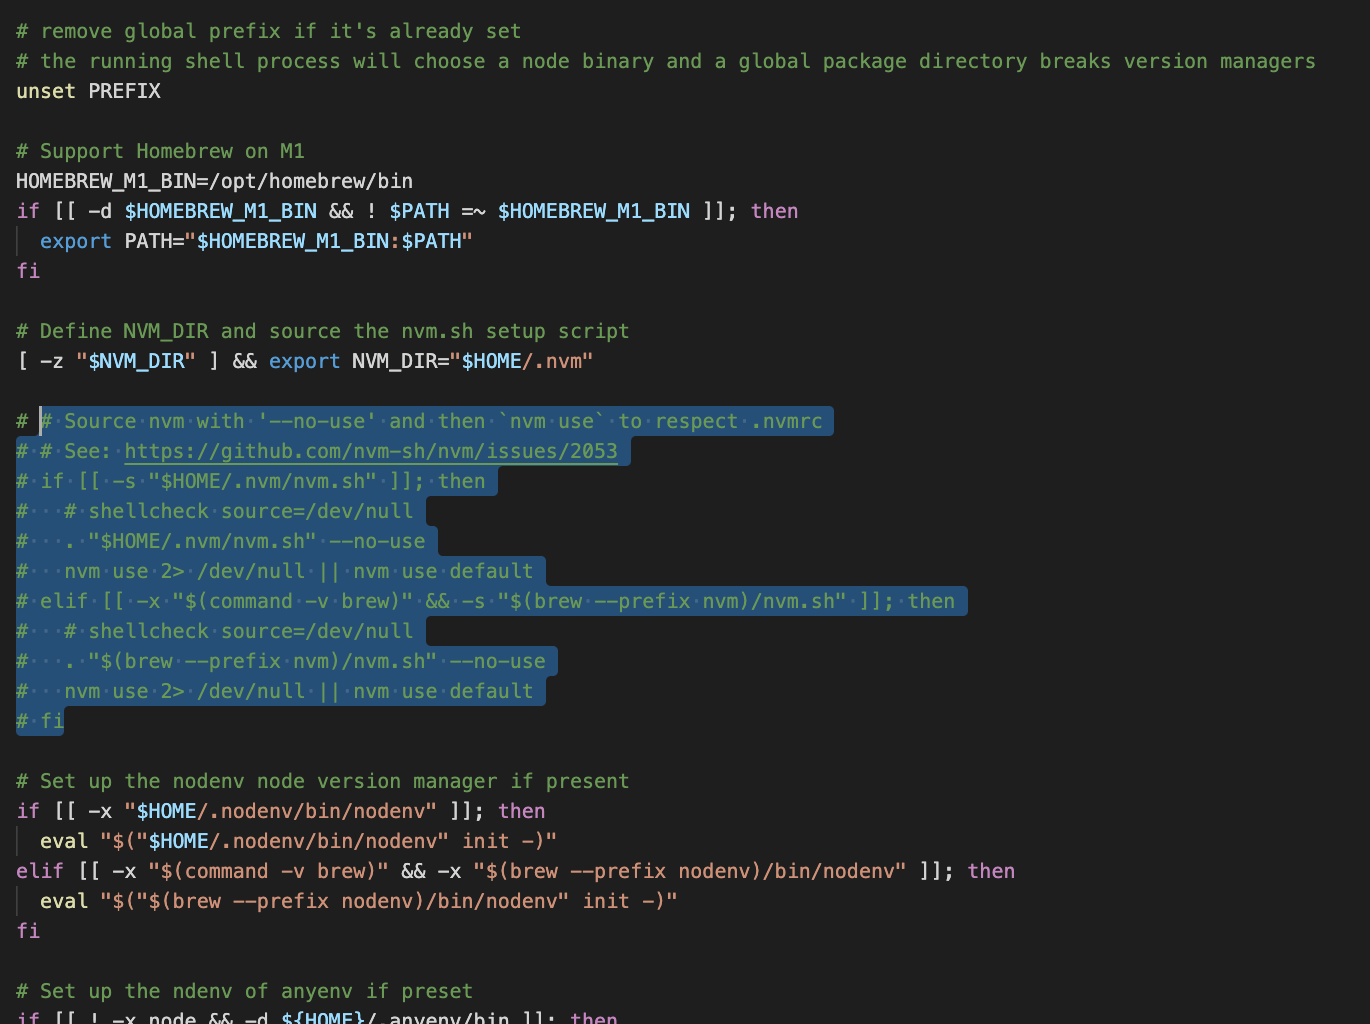 # remove global prefix if it's already set
# the running shell process will choose a node binary and a global package directory breaks version managers
unset PREFIX

# Support Homebrew on M1
HOMEBREW_M1_BIN=/opt/homebrew/bin
if [[ -d $HOMEBREW_M1_BIN && ! $PATH =~ $HOMEBREW_M1_BIN ]]; then
  export PATH="$HOMEBREW_M1_BIN:$PATH"
fi

# Define NVM_DIR and source the nvm.sh setup script
[ -z "$NVM_DIR" ] && export NVM_DIR="$HOME/.nvm"

# # Source nvm with '--no-use' and then `nvm use` to respect .nvmrc
# # See: https://github.com/nvm-sh/nvm/issues/2053
# if [[ -s "$HOME/.nvm/nvm.sh" ]]; then
#   # shellcheck source=/dev/null
#   . "$HOME/.nvm/nvm.sh" --no-use
#   nvm use 2> /dev/null || nvm use default
# elif [[ -x "$(command -v brew)" && -s "$(brew --prefix nvm)/nvm.sh" ]]; then
#   # shellcheck source=/dev/null
#   . "$(brew --prefix nvm)/nvm.sh" --no-use
#   nvm use 2> /dev/null || nvm use default
# fi

# Set up the nodenv node version manager if present
if [[ -x "$HOME/.nodenv/bin/nodenv" ]]; then
  eval "$("$HOME/.nodenv/bin/nodenv" init -)"
elif [[ -x "$(command -v brew)" && -x "$(brew --prefix nodenv)/bin/nodenv" ]]; then
  eval "$("$(brew --prefix nodenv)/bin/nodenv" init -)"
fi

# Set up the ndenv of anyenv if preset
if [[ ! -x node && -d ${HOME}/.anyenv/bin ]]; then